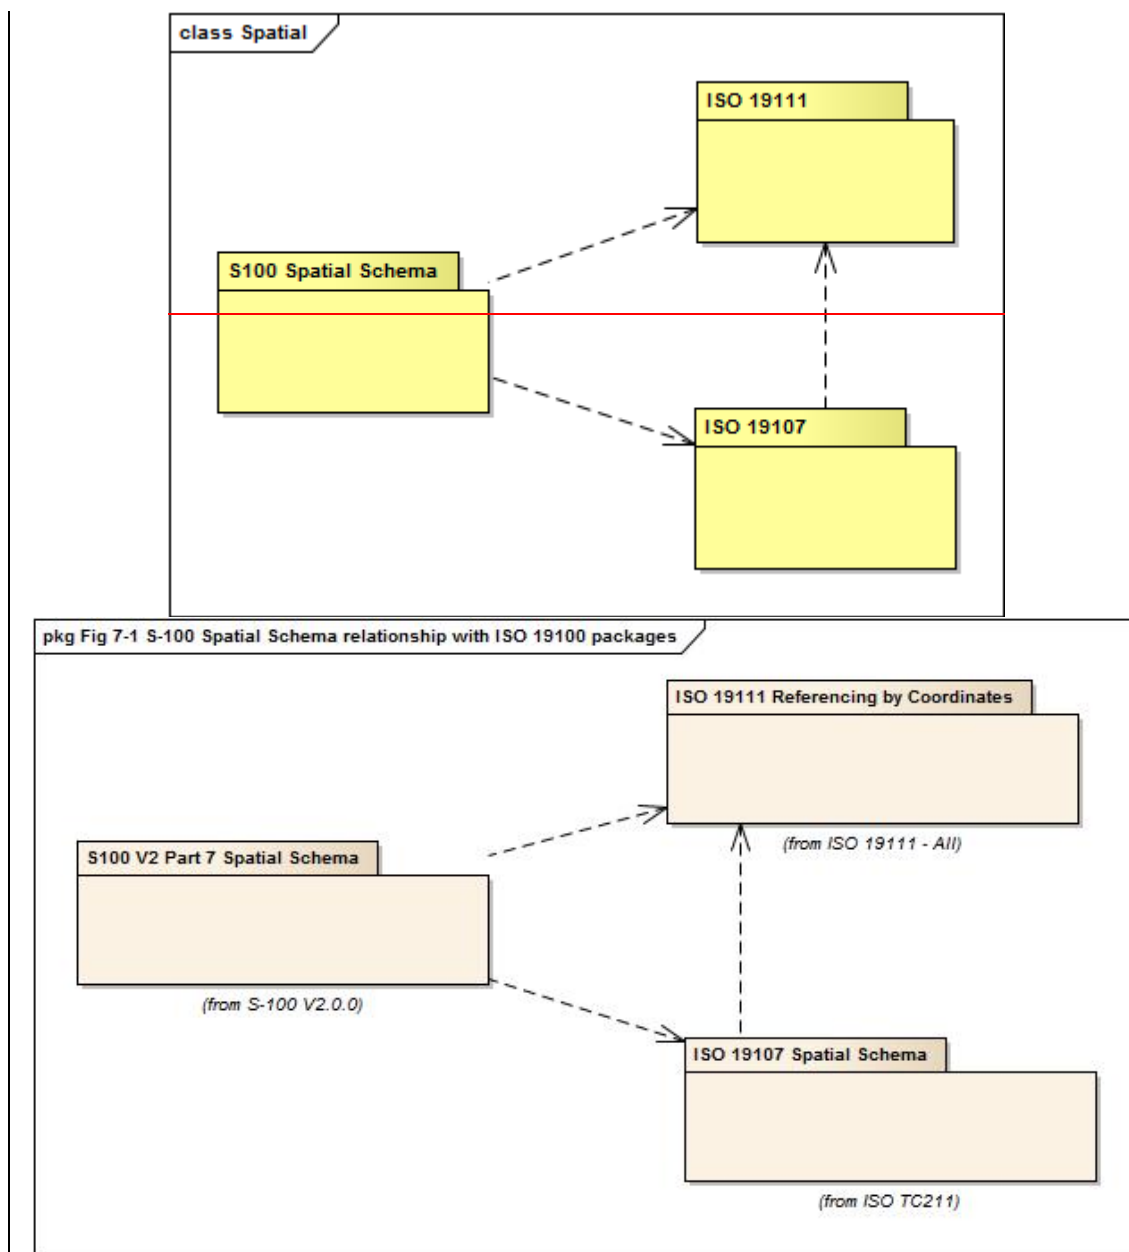 class Spatial
ISO 19111
S100 Spatial Schema
ISO 19107
pkg Fig 7-1 S-100 Spatial Schema relationship with ISO 19100 packages
ISO 19111 Referencing by Coordinates
(from ISO 19111 - All)
S100 V2 Part 7 Spatial Schema
(from S-100 V2.0.0)
ISO 19107 Spatial Schema
(from ISO TC211)